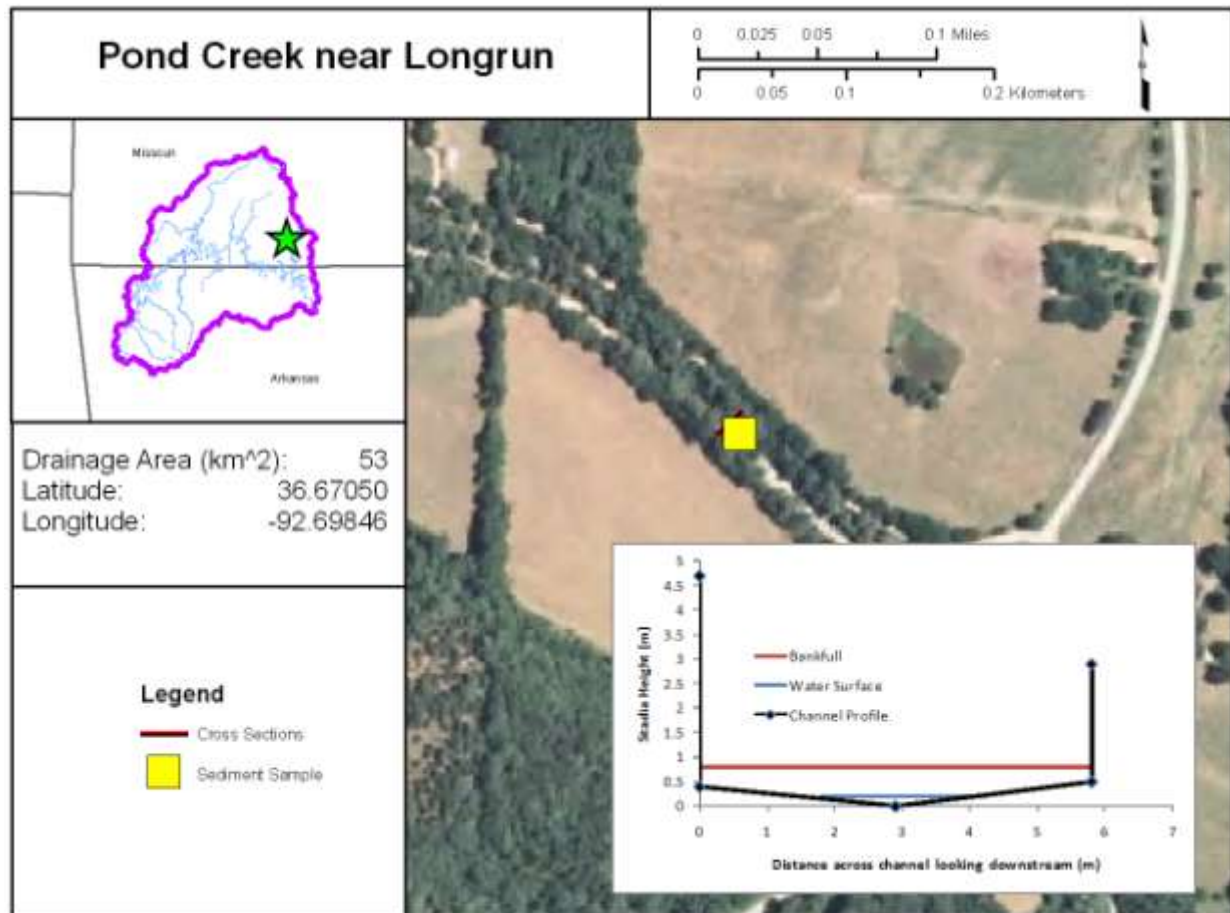 Pond Creek near Longrun
0 0.025 0.05 0.1 Miles
0 0.05 0.1 0.2 Kilometers
Missouri
Arkansas
Drainage Area (km^2): 53
Latitude: 36.67050
Longitude: -92.69846
Legend
Cross Sections
Sediment Sample
5
4.5
4
3.5
3
2.5
2
1.5
1
0.5
0
Stadia Height (m)
Bankfull
Water Surface
Channel Profile
0 1 2 3 4 5 6 7
Distance across channel looking downstream (m)